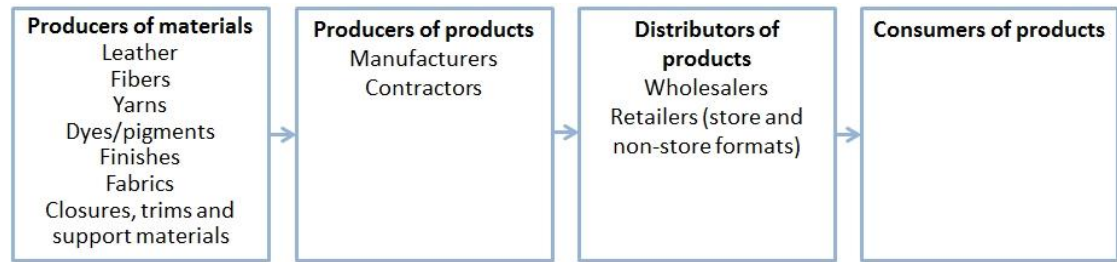 Producers of materials
Leather
Fibers
Yarns
Dyes/pigments
Finishes
Fabrics
Closures, trims and
support materials
Producers of products
Manufacturers
Contractors
Distributors of
products
Wholesalers
Retailers (store and
non-store formats)
Consumers of products